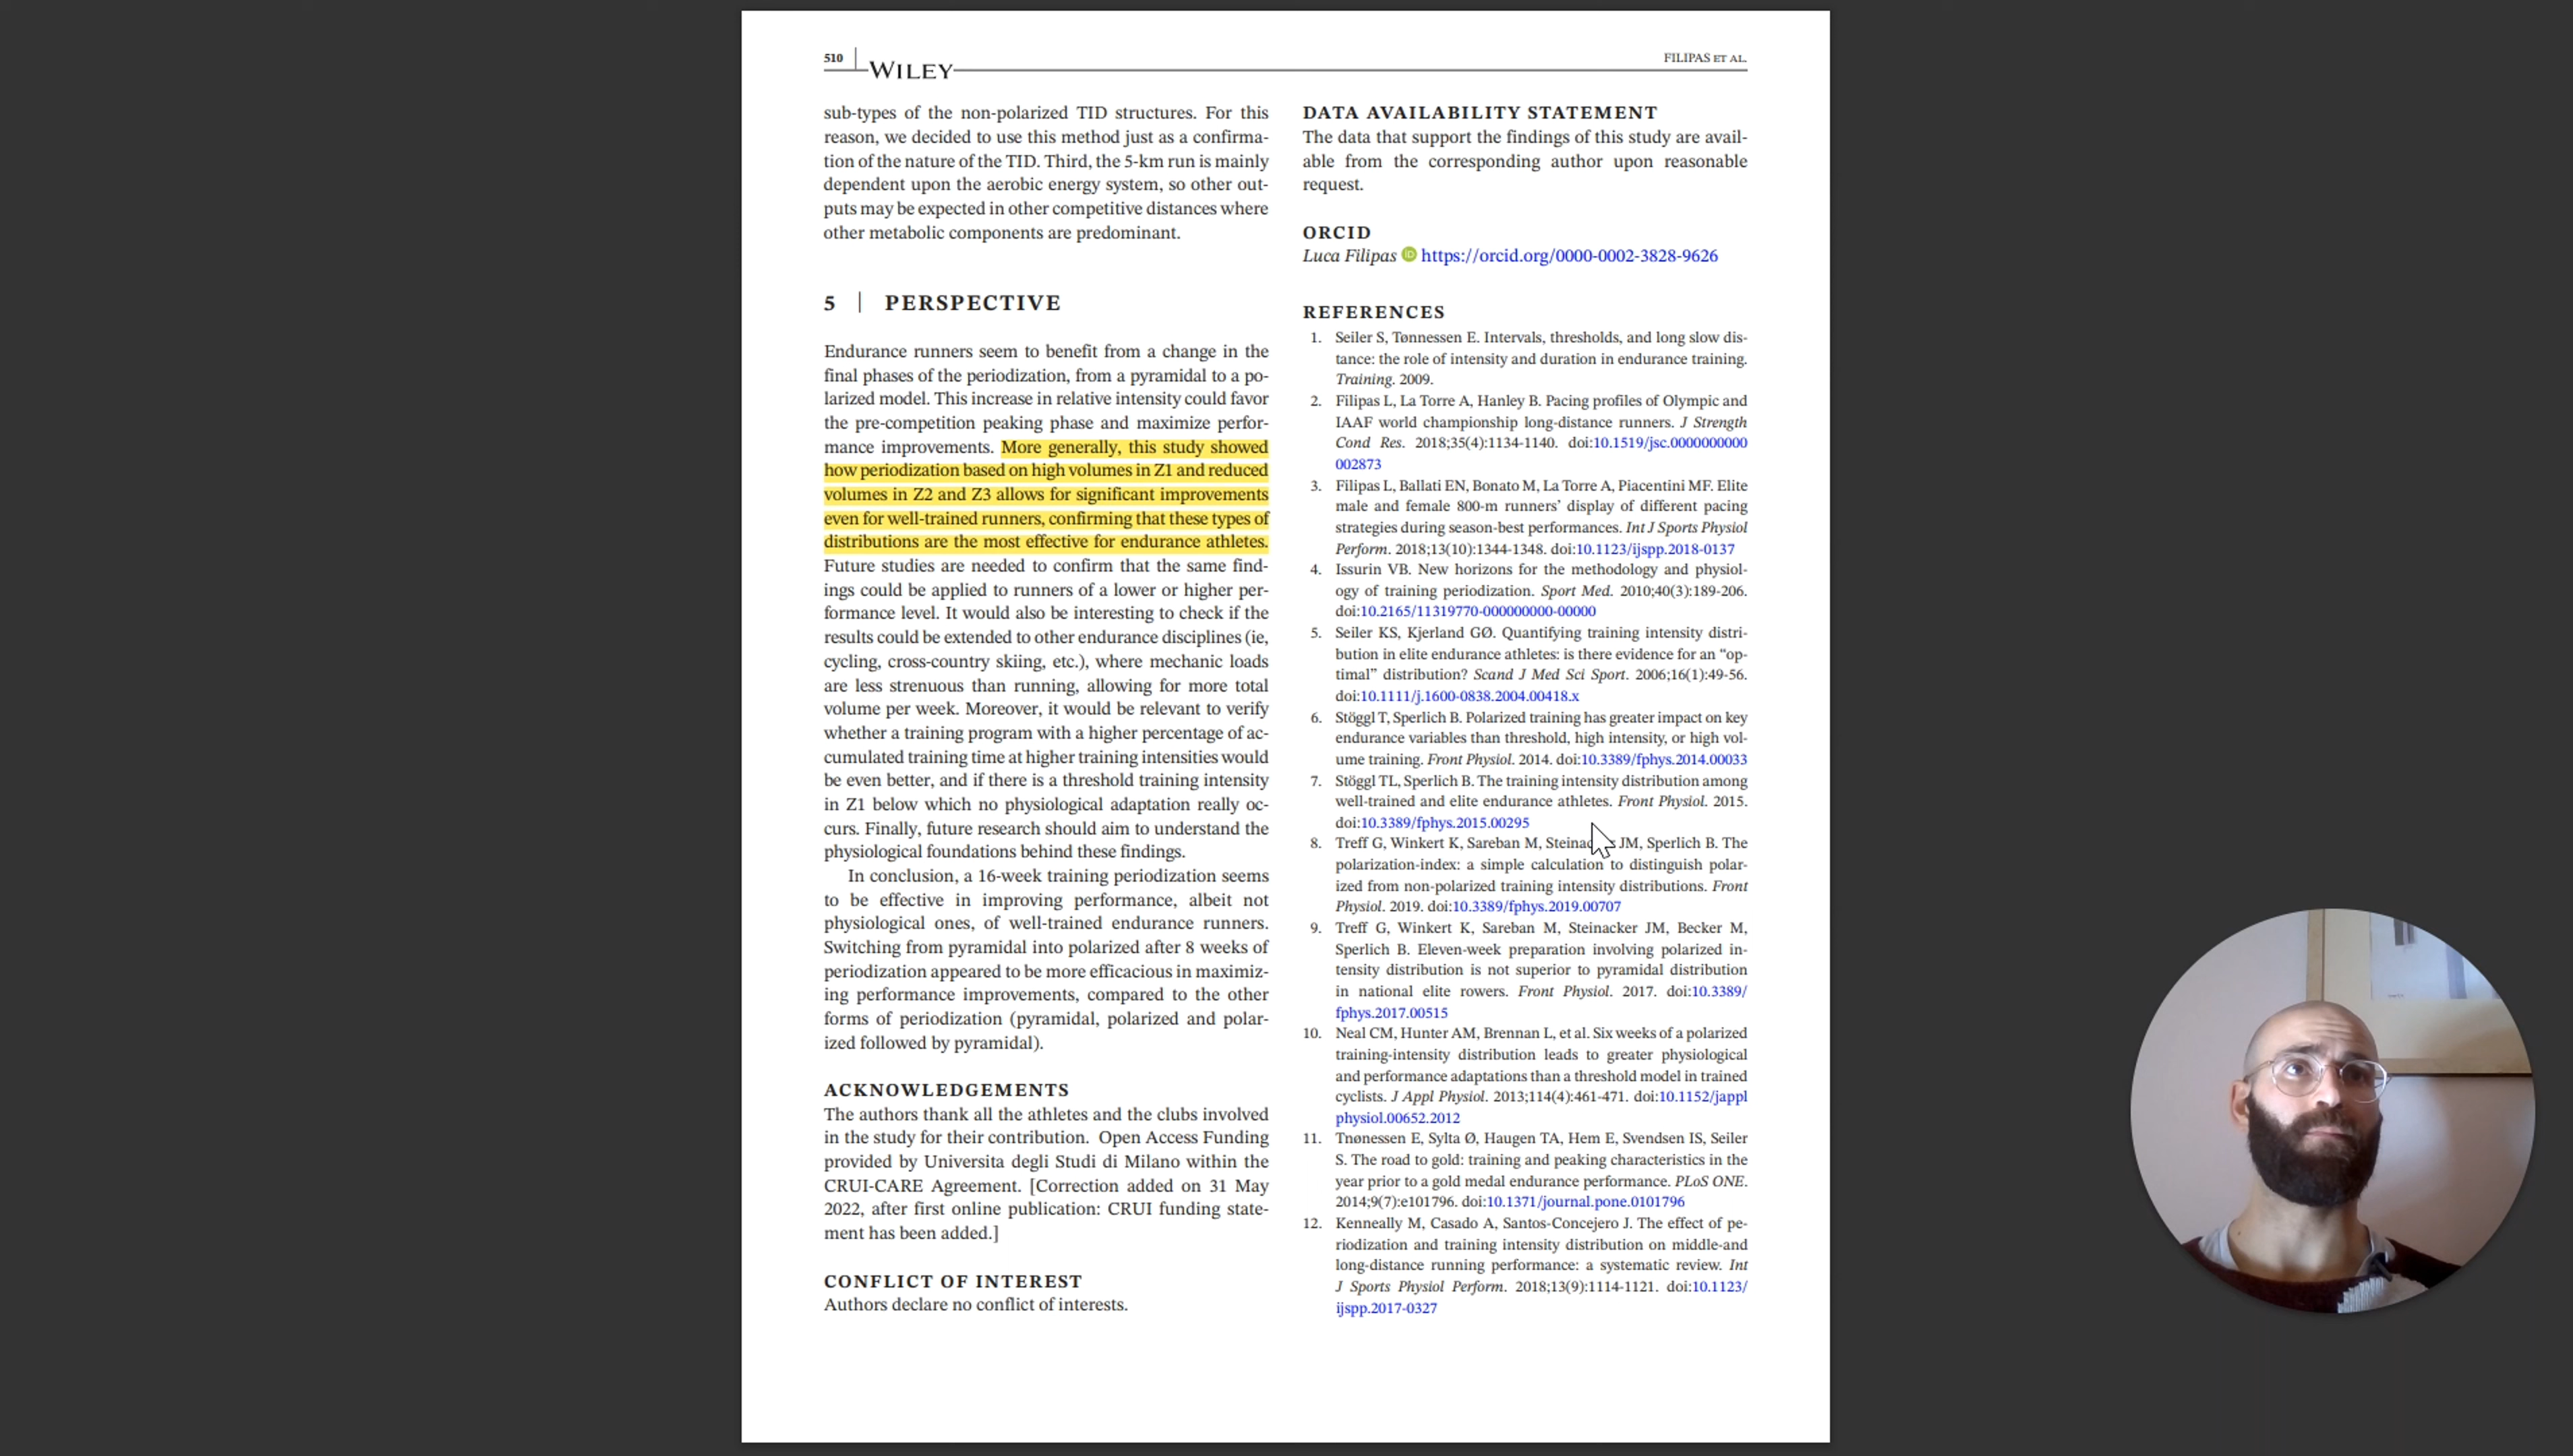 510
WILEY
FILIPAS ET AL.
sub-types of the non-polarized TID structures. For this
reason, we decided to use this method just as a confirma-
tion of the nature of the TID. Third, the 5-km run is mainly
dependent upon the aerobic energy system, so other out-
puts may be expected in other competitive distances where
other metabolic components are predominant.
5 | PERSPECTIVE
Endurance runners seem to benefit from a change in the
final phases of the periodization, from a pyramidal to a po-
larized model. This increase in relative intensity could favor
the pre-competition peaking phase and maximize perfor-
mance improvements. More generally, this study showed
how periodization based on high volumes in Z1 and reduced
volumes in Z2 and Z3 allows for significant improvements
even for well-trained runners, confirming that these types of
distributions are the most effective for endurance athletes.
Future studies are needed to confirm that the same find-
ings could be applied to runners of a lower or higher per-
formance level. It would also be interesting to check if the
results could be extended to other endurance disciplines (ie,
cycling, cross-country skiing, etc.), where mechanic loads
are less strenuous than running, allowing for more total
volume per week. Moreover, it would be relevant to verify
whether a training program with a higher percentage of ac-
cumulated training time at higher training intensities would
be even better, and if there is a threshold training intensity
in Z1 below which no physiological adaptation really oc-
curs. Finally, future research should aim to understand the
physiological foundations behind these findings.
In conclusion, a 16-week training periodization seems
to be effective in improving performance, albeit not
physiological ones, of well-trained endurance runners.
Switching from pyramidal into polarized after 8 weeks of
periodization appeared to be more efficacious in maximiz-
ing performance improvements, compared to the other
forms of periodization (pyramidal, polarized and polar-
ized followed by pyramidal).
ACKNOWLEDGEMENTS
The authors thank all the athletes and the clubs involved
in the study for their contribution. Open Access Funding
provided by Universita degli Studi di Milano within the
CRUI-CARE Agreement. [Correction added on 31 May
2022, after first online publication: CRUI funding state-
ment has been added.]
CONFLICT OF INTEREST
Authors declare no conflict of interests.
DATA AVAILABILITY STATEMENT
The data that support the findings of this study are avail-
able from the corresponding author upon reasonable
request.
ORCID
Luca Filipas iD https://orcid.org/0000-0002-3828-9626
REFERENCES
1. Seiler S, Tønnessen E. Intervals, thresholds, and long slow dis-
tance: the role of intensity and duration in endurance training.
Training. 2009.
2. Filipas L, La Torre A, Hanley B. Pacing profiles of Olympic and
IAAF world championship long-distance runners. J Strength
Cond Res. 2018;35(4):1134-1140. doi:10.1519/jsc.0000000000
002873
3. Filipas L, Ballati EN, Bonato M, La Torre A, Piacentini MF. Elite
male and female 800-m runners' display of different pacing
strategies during season-best performances. Int J Sports Physiol
Perform. 2018;13(10):1344-1348. doi:10.1123/ijspp.2018-0137
4. Issurin VB. New horizons for the methodology and physiol-
ogy of training periodization. Sport Med. 2010;40(3):189-206.
doi:10.2165/11319770-000000000-00000
5. Seiler KS, Kjerland GØ. Quantifying training intensity distri-
bution in elite endurance athletes: is there evidence for an “op-
timal” distribution? Scand J Med Sci Sport. 2006;16(1):49-56.
doi:10.1111/j.1600-0838.2004.00418.x
6. Stöggl T, Sperlich B. Polarized training has greater impact on key
endurance variables than threshold, high intensity, or high vol-
ume training. Front Physiol. 2014. doi:10.3389/fphys.2014.00033
7. Stöggl TL, Sperlich B. The training intensity distribution among
well-trained and elite endurance athletes. Front Physiol. 2015.
doi:10.3389/fphys.2015.00295
8. Treff G, Winkert K, Sareban M, JM, Sperlich B. The
polarization-index: a simple calculation to distinguish polar-
ized from non-polarized training intensity distributions. Front
Physiol. 2019. doi:10.3389/fphys.2019.00707
9. Treff G, Winkert K, Sareban M, Steinacker JM, Becker M,
Sperlich B. Eleven-week preparation involving polarized in-
tensity distribution is not superior to pyramidal distribution
in national elite rowers. Front Physiol. 2017. doi:10.3389/
fphys.2017.00515
10. Neal CM, Hunter AM, Brennan L, et al. Six weeks of a polarized
training-intensity distribution leads to greater physiological
and performance adaptations than a threshold model in trained
cyclists. J Appl Physiol. 2013;114(4):461-471. doi:10.1152/jappl
physiol.00652.2012
11. Tnønessen E, Sylta Ø, Haugen TA, Hem E, Svendsen IS, Seiler
S. The road to gold: training and peaking characteristics in the
year prior to a gold medal endurance performance. PLoS ONE.
2014;9(7):e101796. doi:10.1371/journal.pone.0101796
12. Kenneally M, Casado A, Santos-Concejero J. The effect of pe-
riodization and training intensity distribution on middle-and
long-distance running performance: a systematic review. Int
J Sports Physiol Perform. 2018;13(9):1114-1121. doi:10.1123/
ijspp.2017-0327